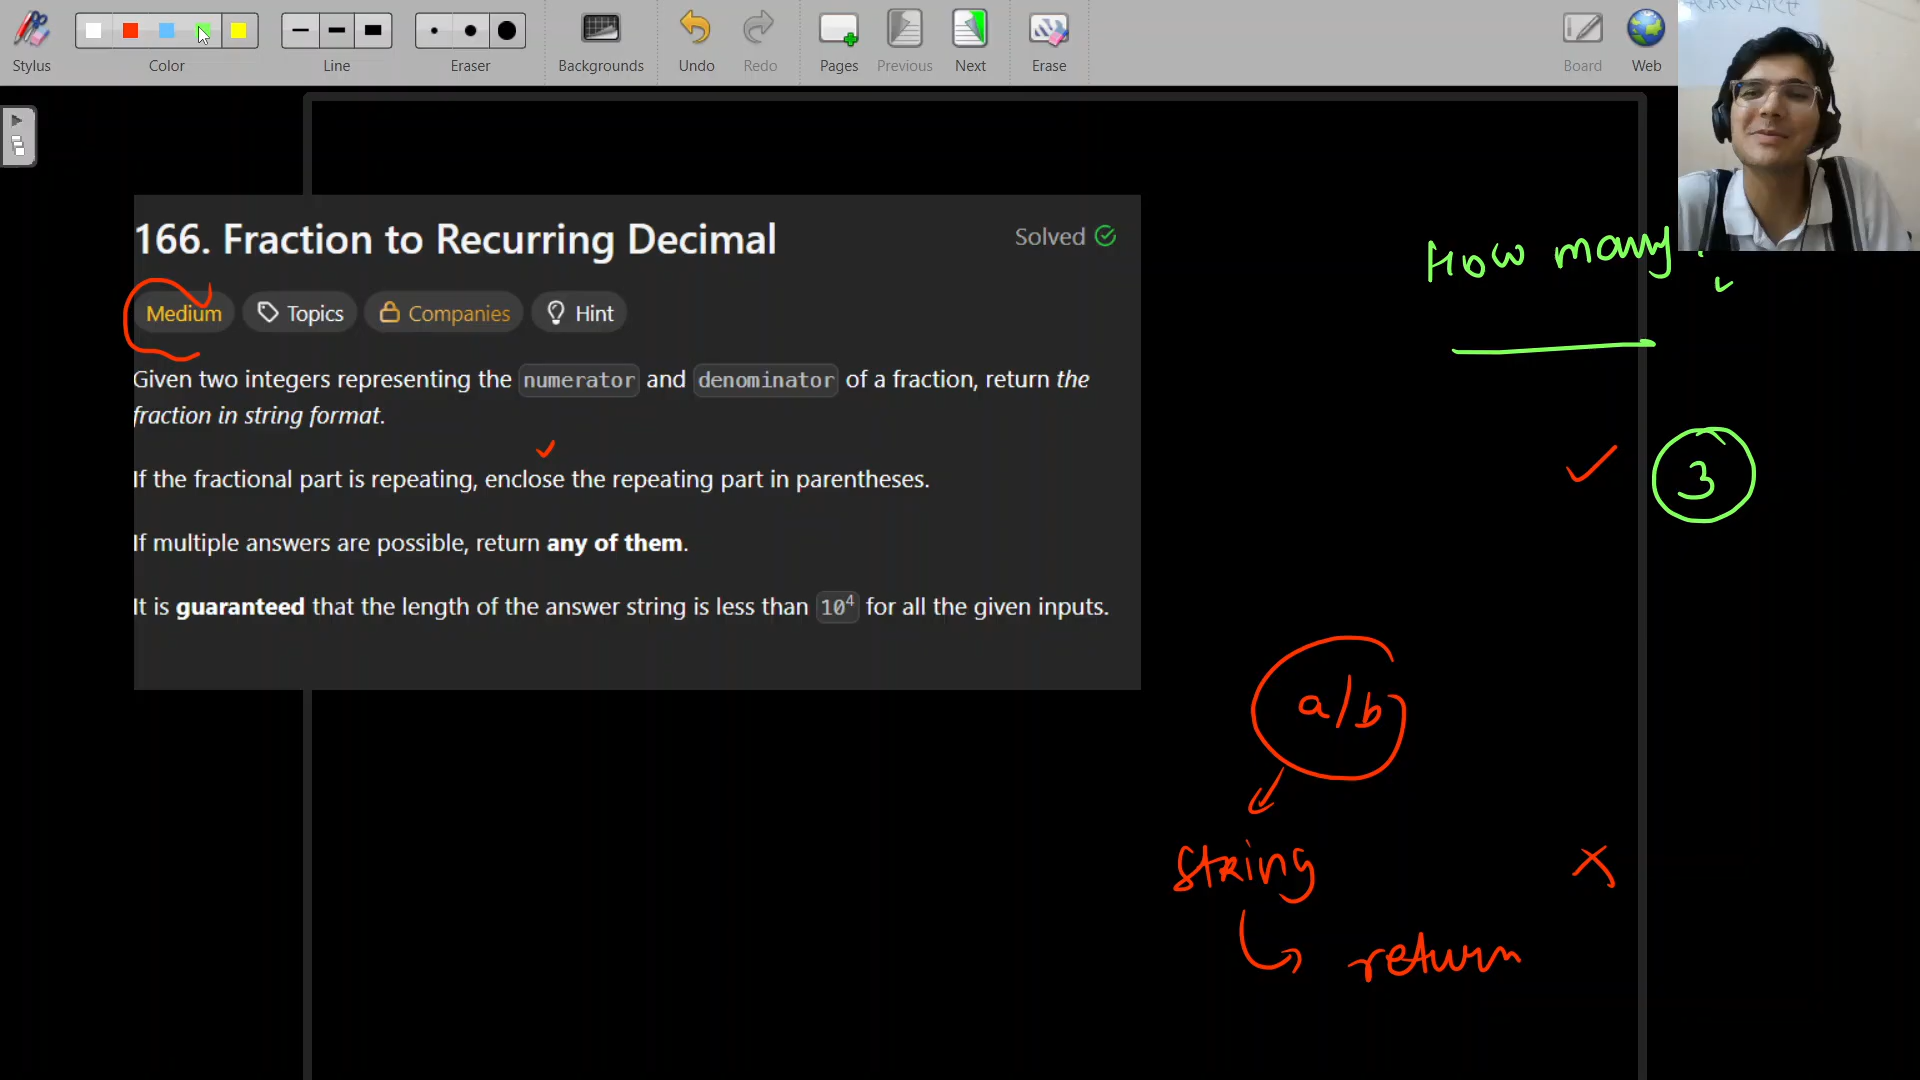 Stylus
Color
Line
Eraser
Backgrounds
Undo
Redo
Pages
Previous
Next
Erase
Board
Web
166. Fraction to Recurring Decimal
Solved
Medium
Topics
Companies
Hint
Given two integers representing the numerator and denominator of a fraction, return the
fraction in string format.
If the fractional part is repeating, enclose the repeating part in parentheses.
If multiple answers are possible, return any of them.
It is guaranteed that the length of the answer string is less than 10⁴ for all the given inputs.
How many
3
a/b
string
return